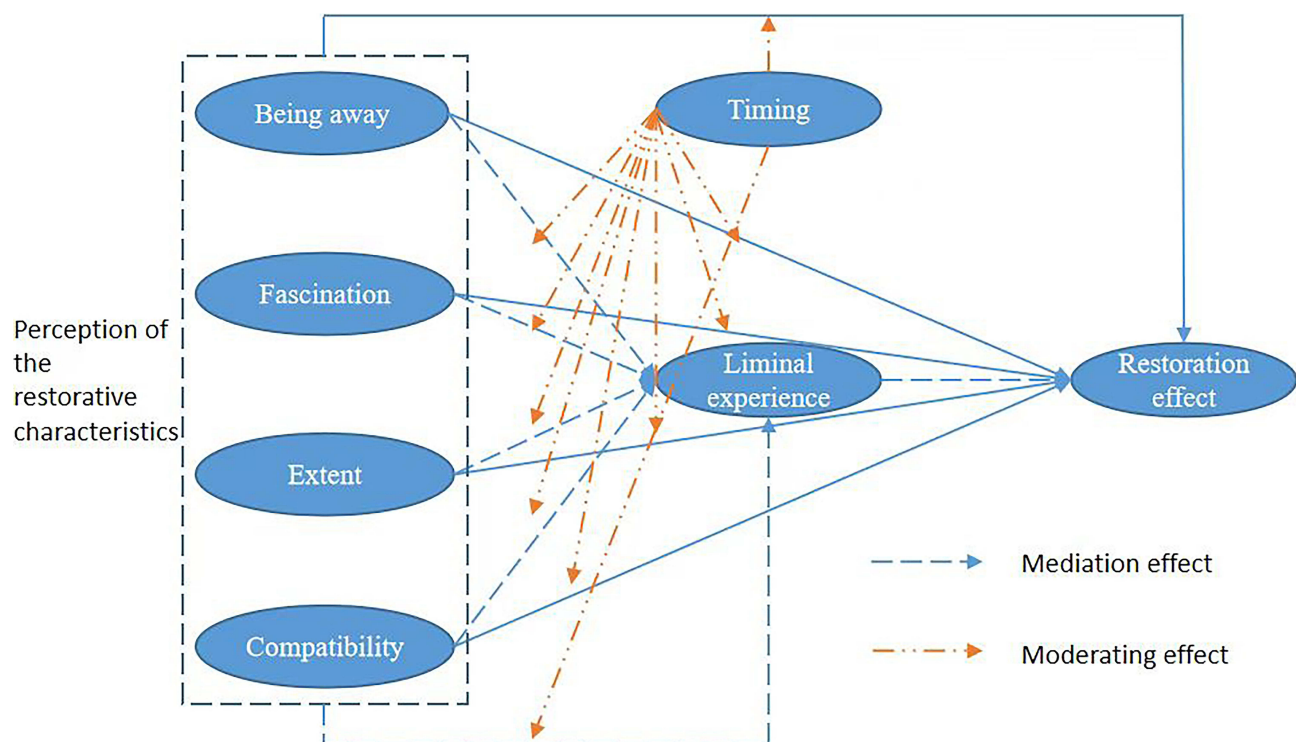 Being away
Timing
Fascination
Perception of
the
restorative
characteristics
Liminal
experience
Restoration
effect
Extent
Mediation effect
Compatibility
Moderating effect